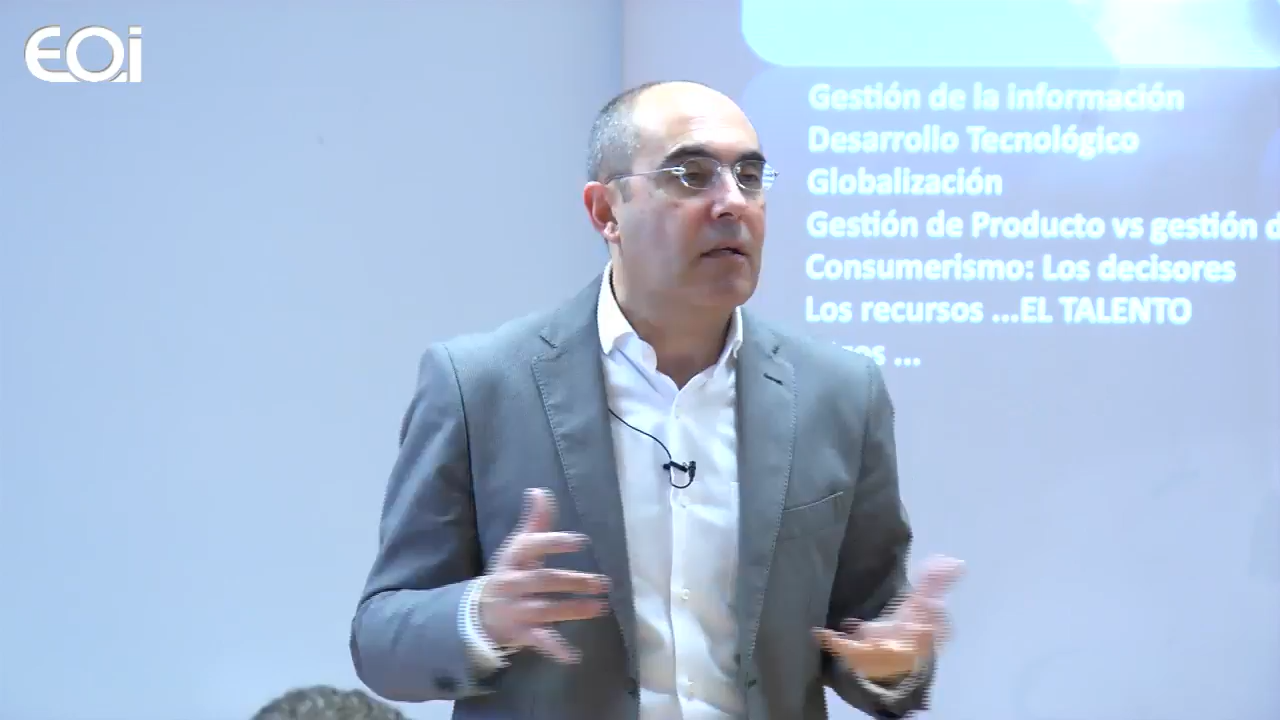 EOi
Gestión de la información
Desarrollo Tecnológico
Globalización
Gestión de Producto vs gestión d
Consumerismo: Los decisores
Los recursos ...EL TALENTO
...